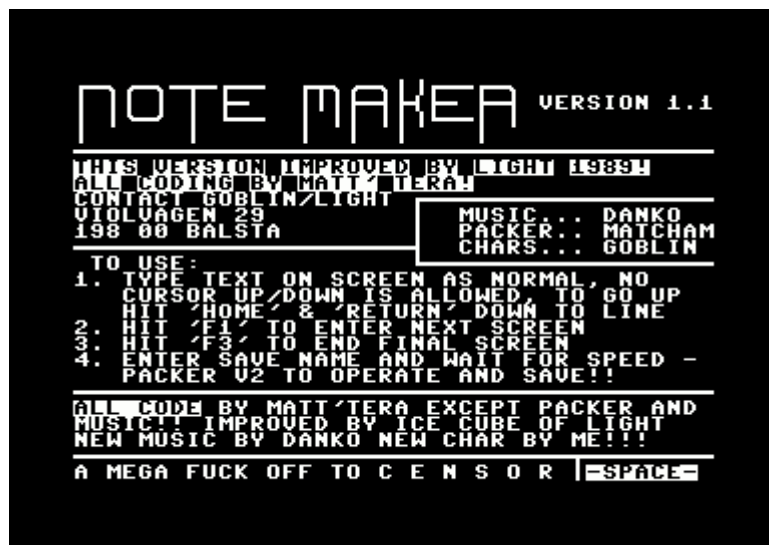 NOTE MAKER VERSION 1.1
THIS VERSION IMPROVED BY LIGHT 1989!
ALL CODING BY MATT' TERA!
CONTACT GOBLIN/LIGHT
VIOLVAGEN 29
198 00 BALSTA
MUSIC... DANKO
PACKER.. MATCHAM
CHARS... GOBLIN
TO USE:
1. TYPE TEXT ON SCREEN AS NORMAL, NO
CURSOR UP/DOWN IS ALLOWED, TO GO UP
HIT 'HOME' & 'RETURN' DOWN TO LINE
2. HIT 'F1' TO ENTER NEXT SCREEN
3. HIT 'F3' TO END FINAL SCREEN
4. ENTER SAVE NAME AND WAIT FOR SPEED -
PACKER V2 TO OPERATE AND SAVE!!
ALL CODE BY MATT'TERA EXCEPT PACKER AND
MUSIC!! IMPROVED BY ICE CUBE OF LIGHT
NEW MUSIC BY DANKO NEW CHAR BY ME!!!
A MEGA FUCK OFF TO C E N S O R -SPACE-